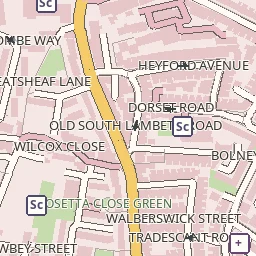 Sc
OMBE WAY
HEYFORD AVENUE
EATSHEAF LANE
DORSET ROAD
OLD SOUTH LAMBETH ROAD
Sc
WILCOX CLOSE
BOLNEY
Sc
ROSETTA CLOSE GREEN
WALBERSWICK STREET
WBEY STREET
TRADESCANT RO
+